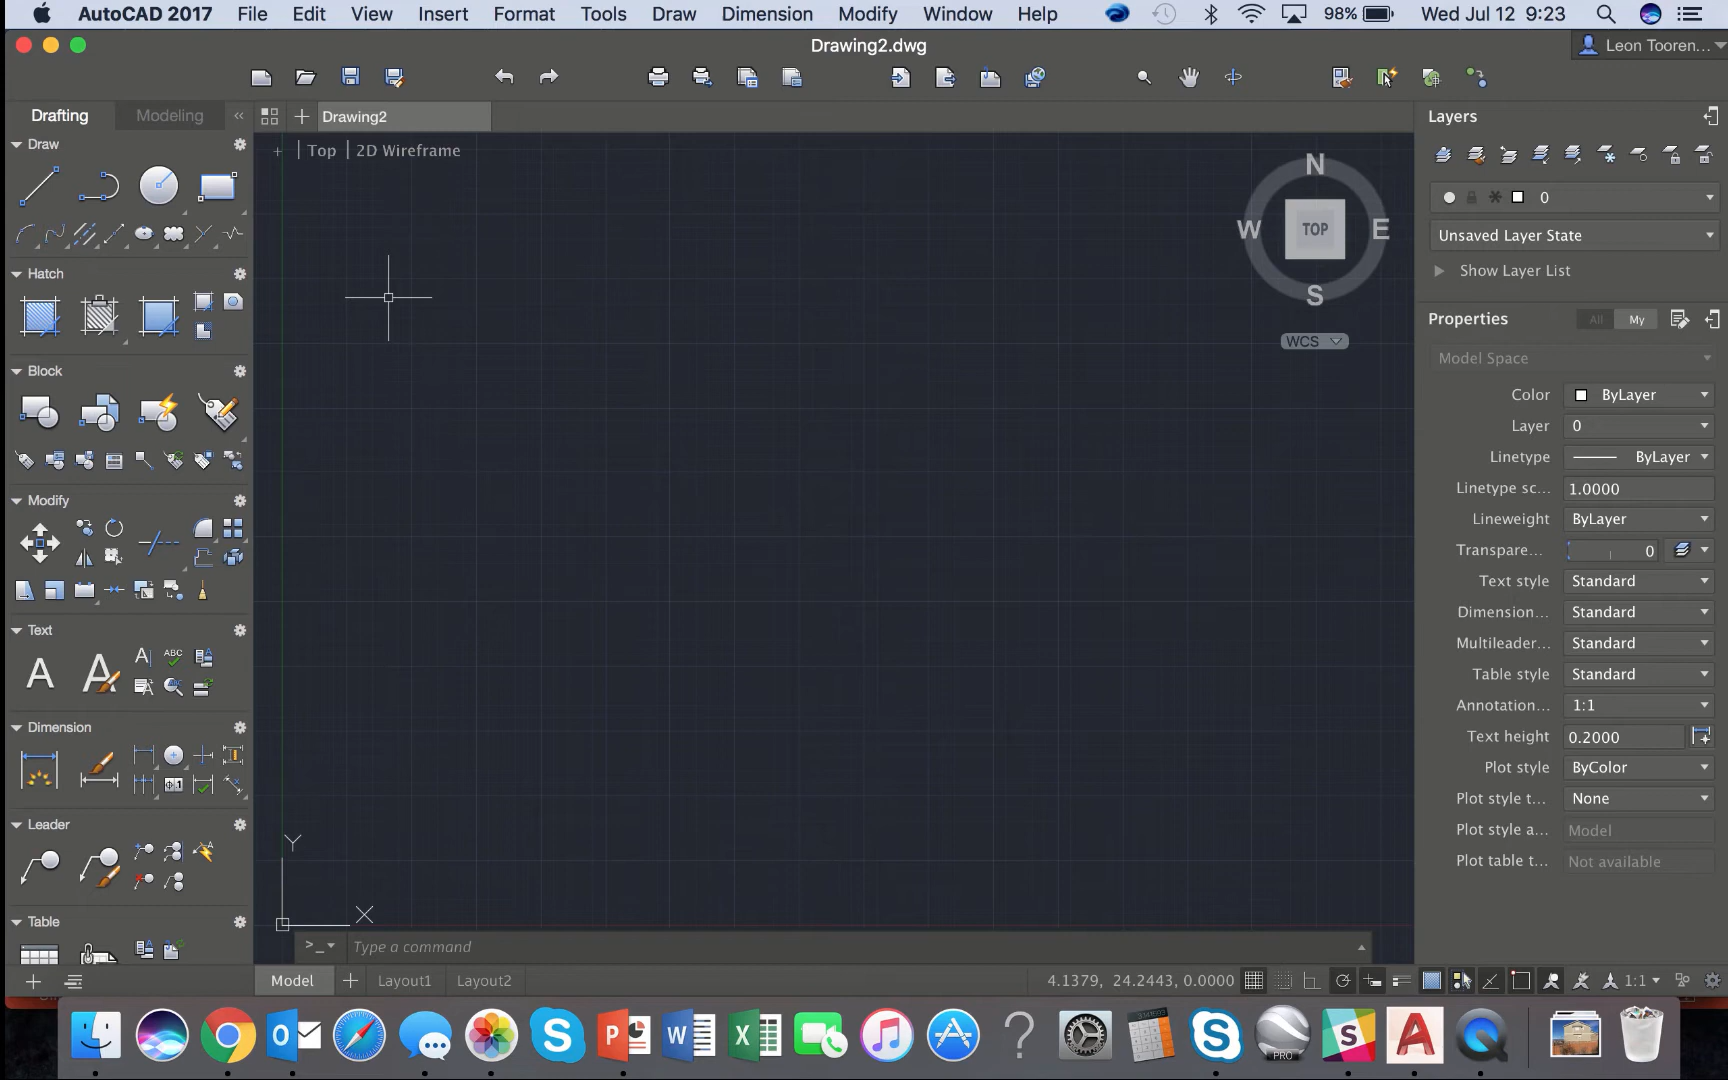 AutoCAD 2017 File Edit View Insert Format Tools Draw Dimension Modify Window Help 98% Wed Jul 12 9:23
Drawing2.dwg
Leon Tooren...
Drafting Modeling
Drawing2
Layers
Draw
Top 2D Wireframe
N
W TOP E
S
WCS
0
Unsaved Layer State
Show Layer List
Hatch
Properties All My
Model Space
Block
Color ByLayer
Layer 0
Linetype ByLayer
Linetype sc... 1.0000
Modify
Lineweight ByLayer
Transpare... 0
Text style Standard
Dimension... Standard
Text
A A A ABC
Multileader... Standard
Table style Standard
Annotation... 1:1
Dimension
Text height 0.2000
Plot style ByColor
Plot style t... None
Leader
Plot style a... Model
Plot table t... Not available
Y
X
Table
>_ Type a command
Model Layout1 Layout2
4.1379, 24.2443, 0.0000 1:1
PRO